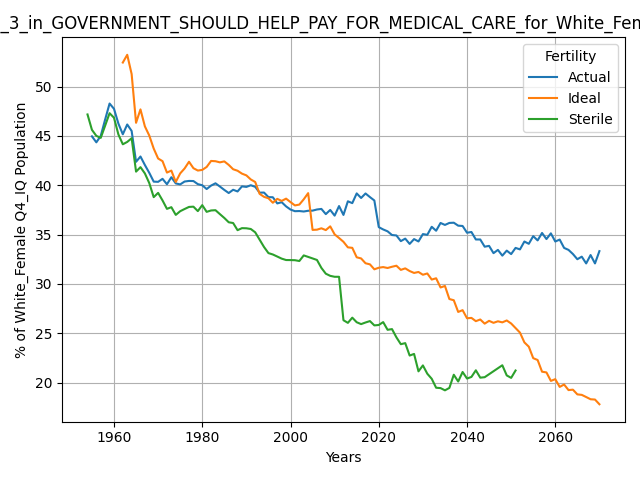 _3_in_GOVERNMENT_SHOULD_HELP_PAY_FOR_MEDICAL_CARE_for_White_Fem
Fertility
Actual
Ideal
Sterile
% of White_Female Q4_IQ Population
50
45
40
35
30
25
20
1960
1980
2000
2020
2040
2060
Years